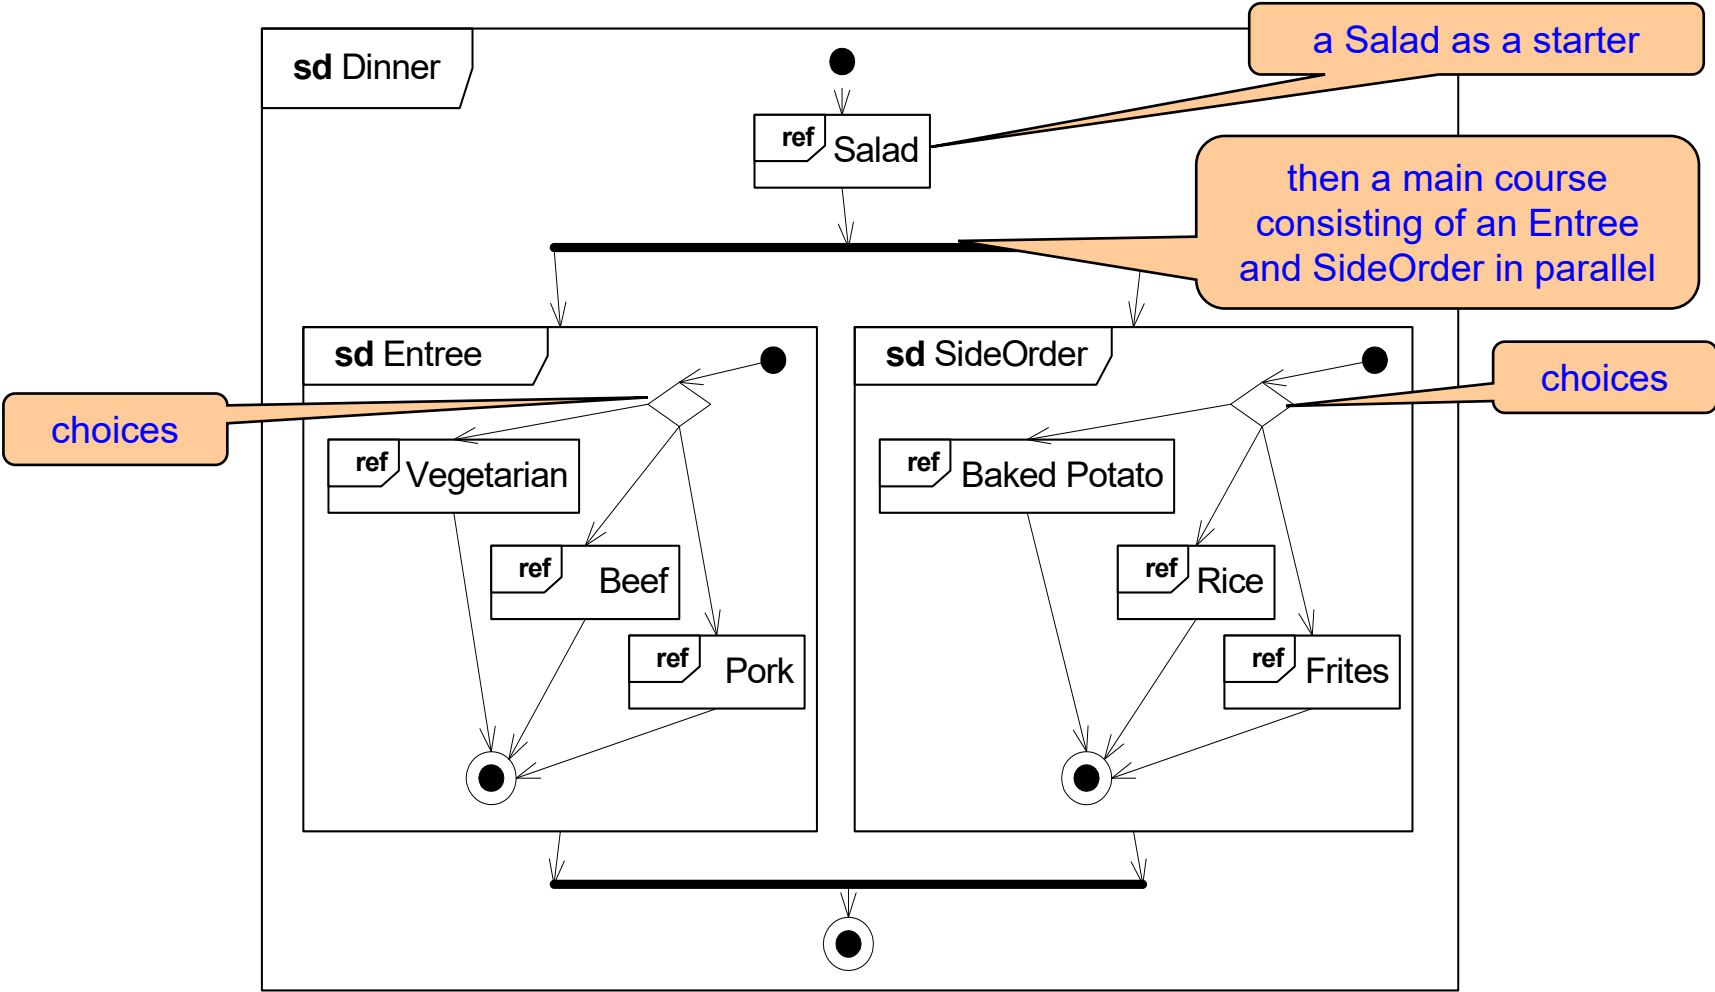 sd Dinner
a Salad as a starter
ref Salad
then a main course
consisting of an Entree
and SideOrder in parallel
sd Entree
sd SideOrder
choices
choices
ref Vegetarian
ref Baked Potato
ref Beef
ref Rice
ref Pork
ref Frites